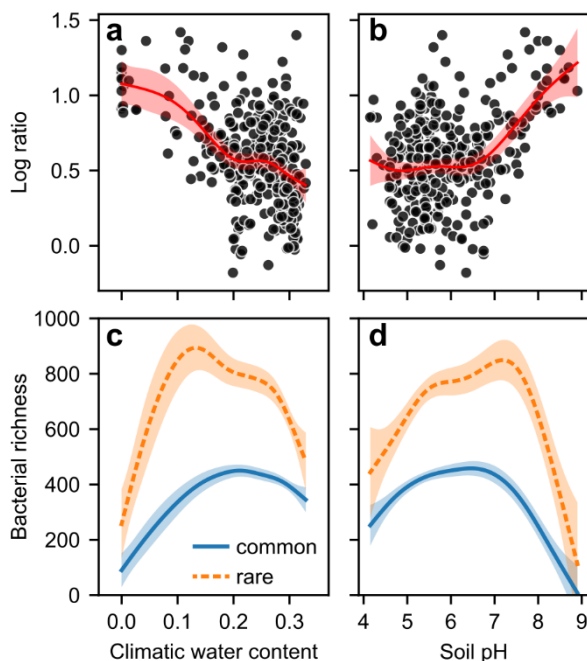 a
b
1.5
1.0
0.5
0.0
Log ratio
c
d
1000
800
600
400
200
0
Bacterial richness
common
rare
0.0 0.1 0.2 0.3
4 5 6 7 8 9
Climatic water content
Soil pH